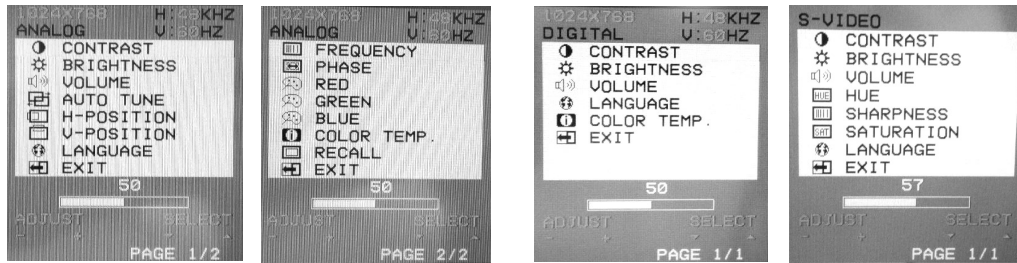 1024X768 H:48KHZ
ANALOG V:60HZ
CONTRAST
BRIGHTNESS
VOLUME
AUTO TUNE
H-POSITION
V-POSITION
LANGUAGE
EXIT
50
ADJUST SELECT
- + - ▲
PAGE 1/2
1024X768 H:48KHZ
ANALOG V:60HZ
FREQUENCY
PHASE
RED
GREEN
BLUE
COLOR TEMP.
RECALL
EXIT
50
ADJUST SELECT
PAGE 2/2
1024X768 H:48KHZ
DIGITAL V:60HZ
CONTRAST
BRIGHTNESS
VOLUME
LANGUAGE
COLOR TEMP.
EXIT
50
ADJUST SELECT
PAGE 1/1
S-VIDEO
CONTRAST
BRIGHTNESS
VOLUME
HUE
HUE
SHARPNESS
SAT SATURATION
LANGUAGE
EXIT
57
ADJUST SELECT
PAGE 1/1